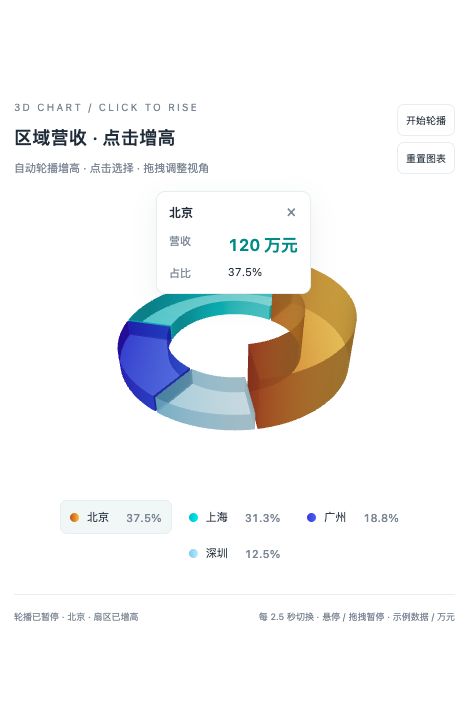 3D CHART / CLICK TO RISE
区域营收 · 点击增高
自动轮播增高 · 点击选择 · 拖拽调整视角
开始轮播
重置图表
北京 ×
营收 120 万元
占比 37.5%
北京 37.5% 上海 31.3% 广州 18.8%
深圳 12.5%
轮播已暂停 · 北京 · 扇区已增高
每 2.5 秒切换 · 悬停 / 拖拽暂停 · 示例数据 / 万元